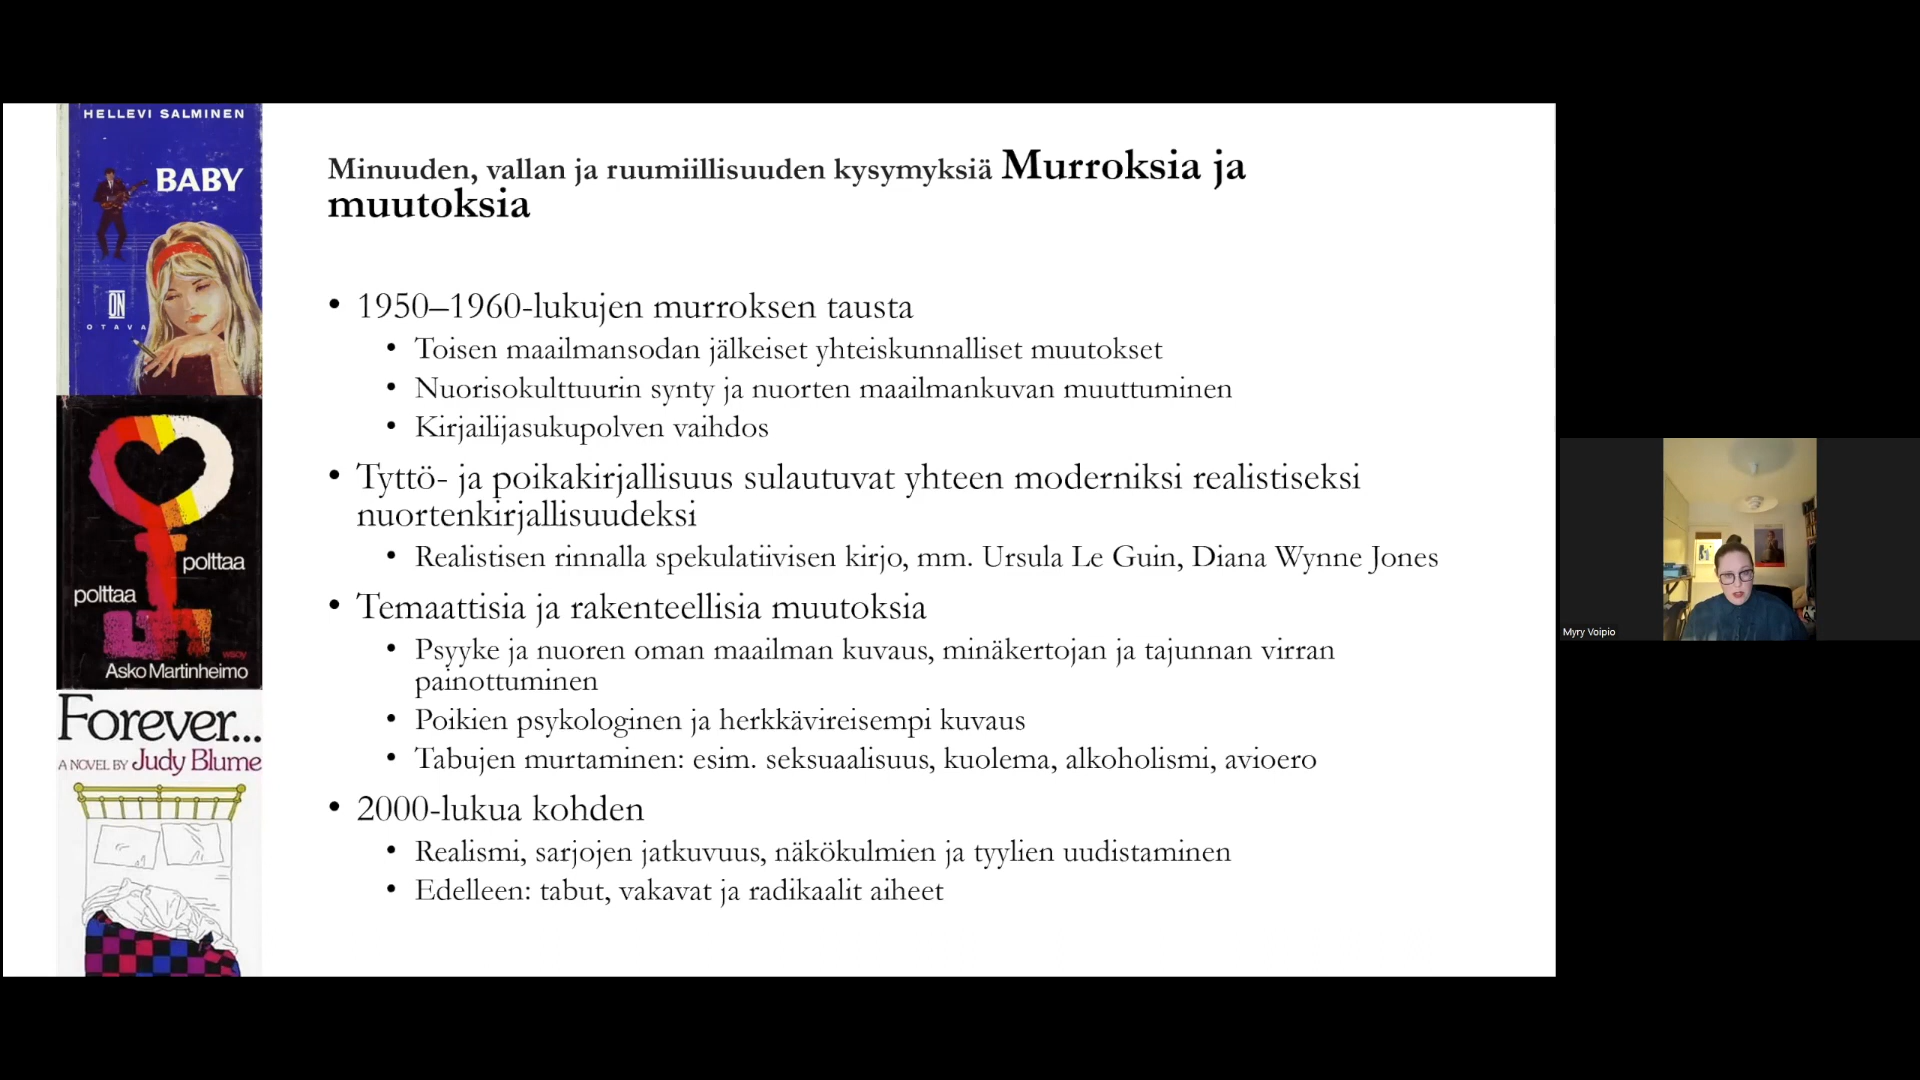 HELLEVI SALMINEN
BABY
ON
OTAVA
polttaa
polttaa
wsoy
Asko Martinheimo
Forever...
A NOVEL BY Judy Blume
Minuuden, vallan ja ruumiillisuuden kysymyksiä Murroksia ja
muutoksia
• 1950–1960-lukujen murroksen tausta
• Toisen maailmansodan jälkeiset yhteiskunnalliset muutokset
• Nuorisokulttuurin synty ja nuorten maailmankuvan muuttuminen
• Kirjailijasukupolven vaihdos
• Tyttö- ja poikakirjallisuus sulautuvat yhteen moderniksi realistiseksi
nuortenkirjallisuudeksi
• Realistisen rinnalla spekulatiivisen kirjo, mm. Ursula Le Guin, Diana Wynne Jones
• Temaattisia ja rakenteellisia muutoksia
• Psyyke ja nuoren oman maailman kuvaus, minäkertojan ja tajunnan virran
painottuminen
• Poikien psykologinen ja herkkävireisempi kuvaus
• Tabujen murtaminen: esim. seksuaalisuus, kuolema, alkoholismi, avioero
• 2000-lukua kohden
• Realismi, sarjojen jatkuvuus, näkökulmien ja tyylien uudistaminen
• Edelleen: tabut, vakavat ja radikaalit aiheet
Myry Voipio